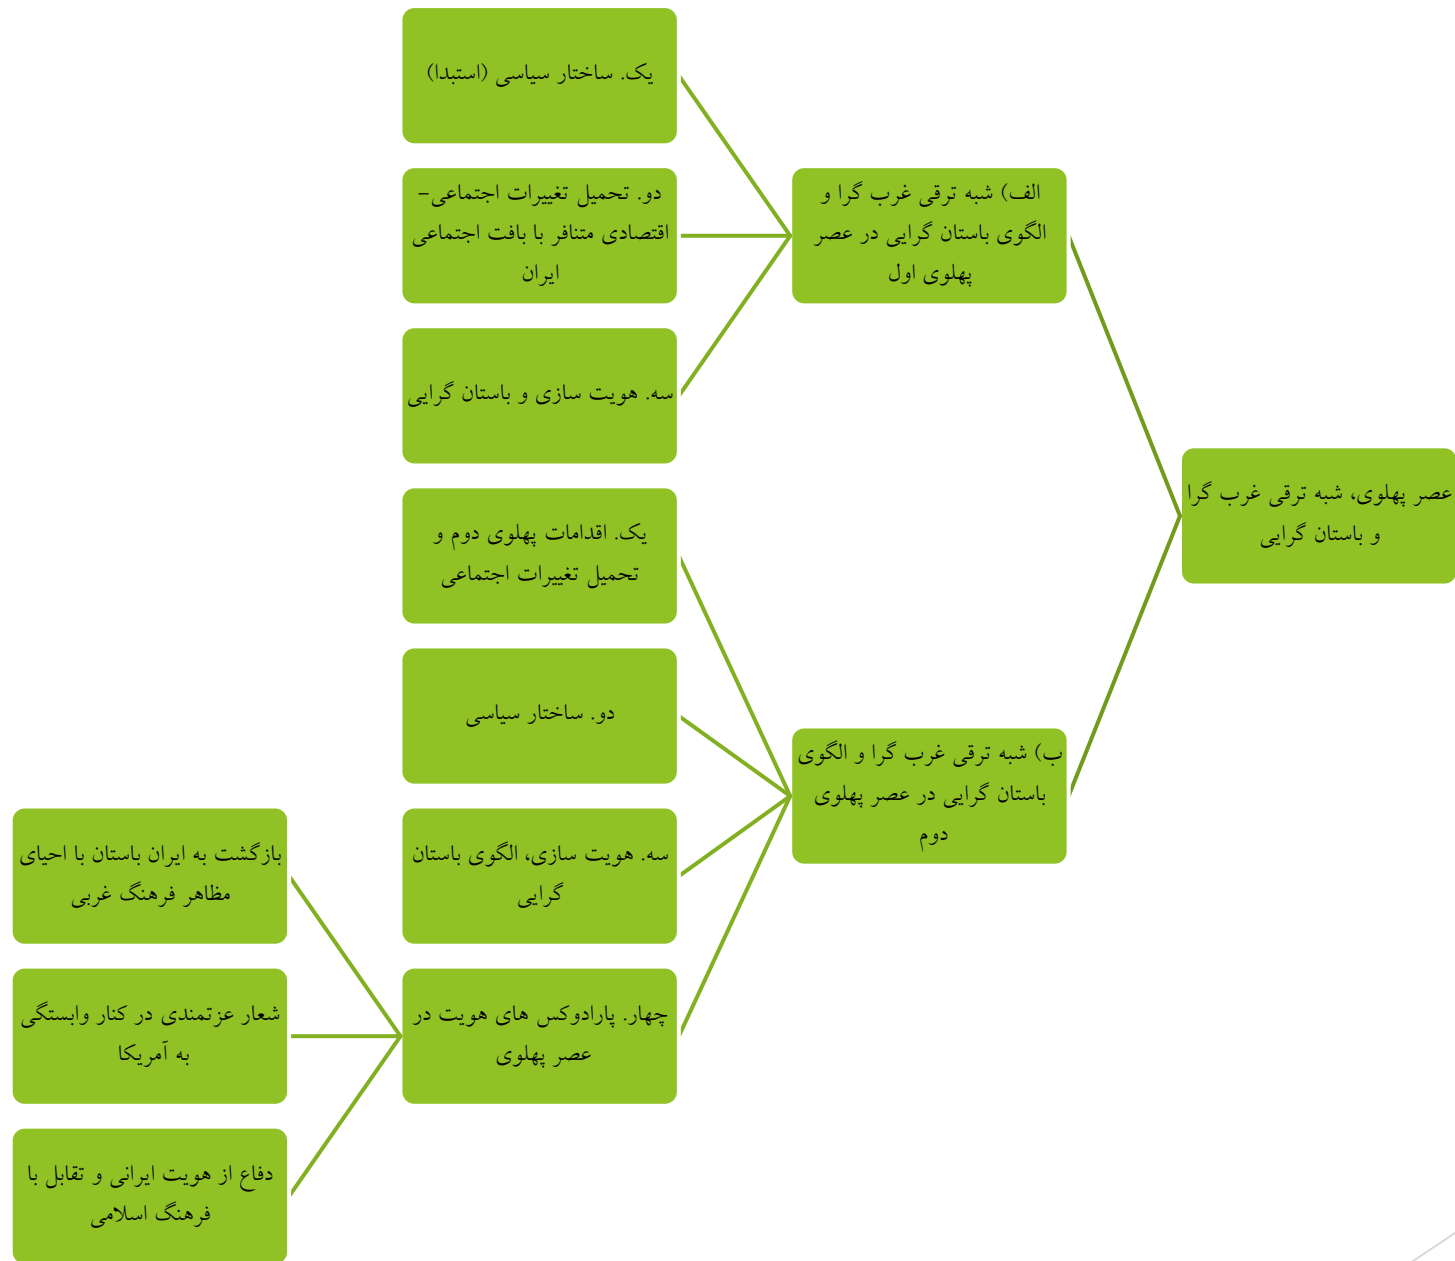 عصر پهلوی، شبه ترقی غرب گرا
و باستان گرایی
الف) شبه ترقی غرب گرا و
الگوی باستان گرایی در عصر
پهلوی اول
یک. ساختار سیاسی (استبدا)
دو. تحمیل تغییرات اجتماعی-
اقتصادی متنافر با بافت اجتماعی
ایران
سه. هویت سازی و باستان گرایی
ب) شبه ترقی غرب گرا و الگوی
باستان گرایی در عصر پهلوی
دوم
یک. اقدامات پهلوی دوم و
تحمیل تغییرات اجتماعی
دو. ساختار سیاسی
سه. هویت سازی، الگوی باستان
گرایی
چهار. پارادوکس های هویت در
عصر پهلوی
بازگشت به ایران باستان با احیای
مظاهر فرهنگ غربی
شعار عزتمندی در کنار وابستگی
به آمریکا
دفاع از هویت ایرانی و تقابل با
فرهنگ اسلامی